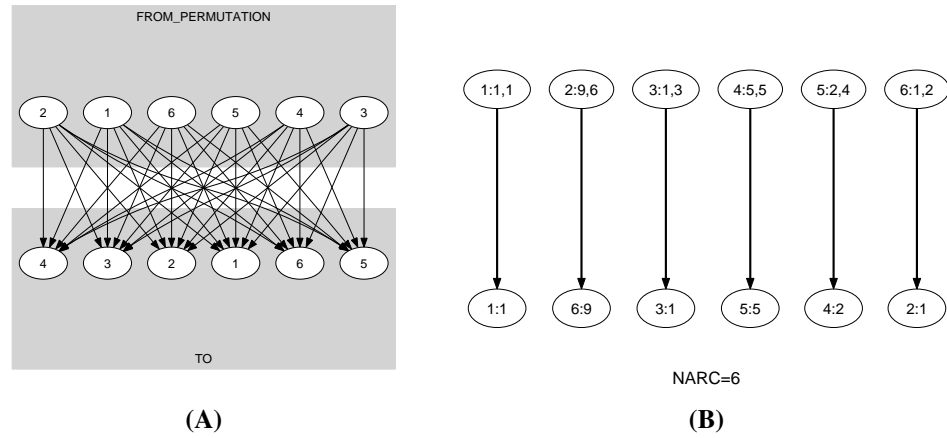 FROM_PERMUTATION
2 1 6 5 4 3
4 3 2 1 6 5
TO
(A)
1:1,1 2:9,6 3:1,3 4:5,5 5:2,4 6:1,2
1:1 6:9 3:1 5:5 4:2 2:1
NARC=6
(B)